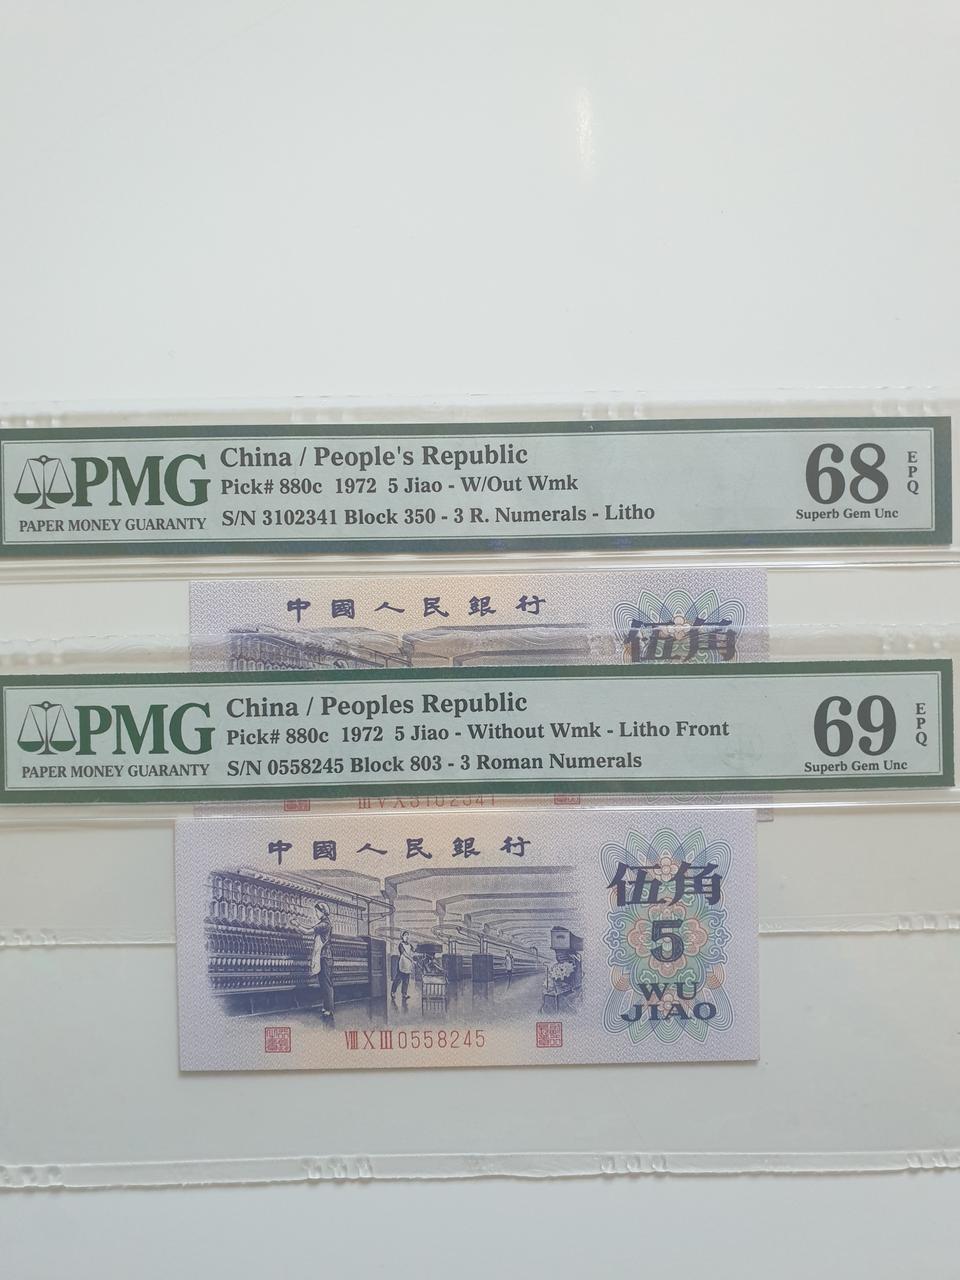 PMG
PAPER MONEY GUARANTY
China / People's Republic
Pick# 880c 1972 5 Jiao - W/Out Wmk
S/N 3102341 Block 350 - 3 R. Numerals - Litho
68
EPQ
Superb Gem Unc
中國人民銀行
伍角
PMG
PAPER MONEY GUARANTY
China / Peoples Republic
Pick# 880c 1972 5 Jiao - Without Wmk - Litho Front
S/N 0558245 Block 803 - 3 Roman Numerals
69
EPQ
Superb Gem Unc
ⅢⅤⅩ3102341
中國人民銀行
伍角
5
WU
JIAO
ⅧⅩⅢ0558245